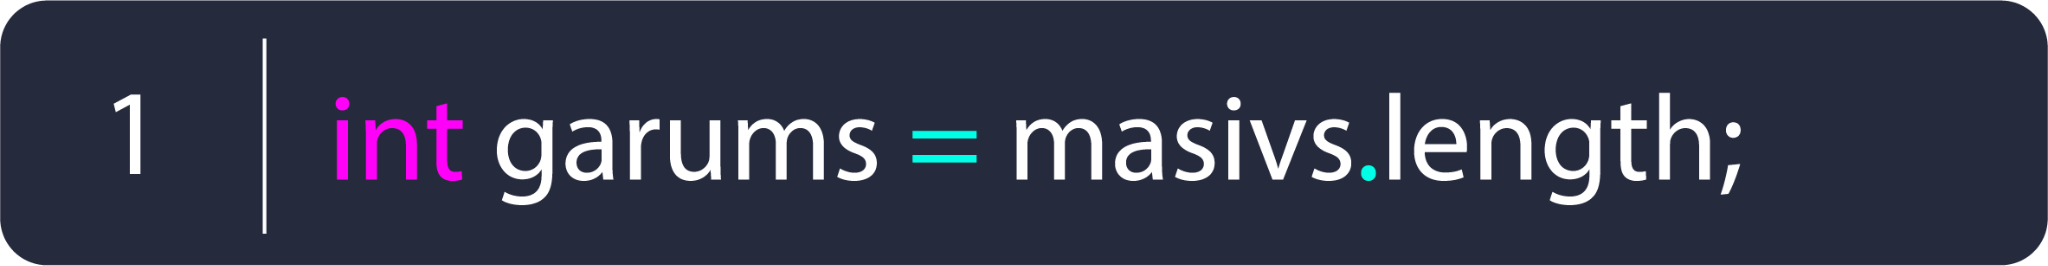 1 int garums = masivs.length;